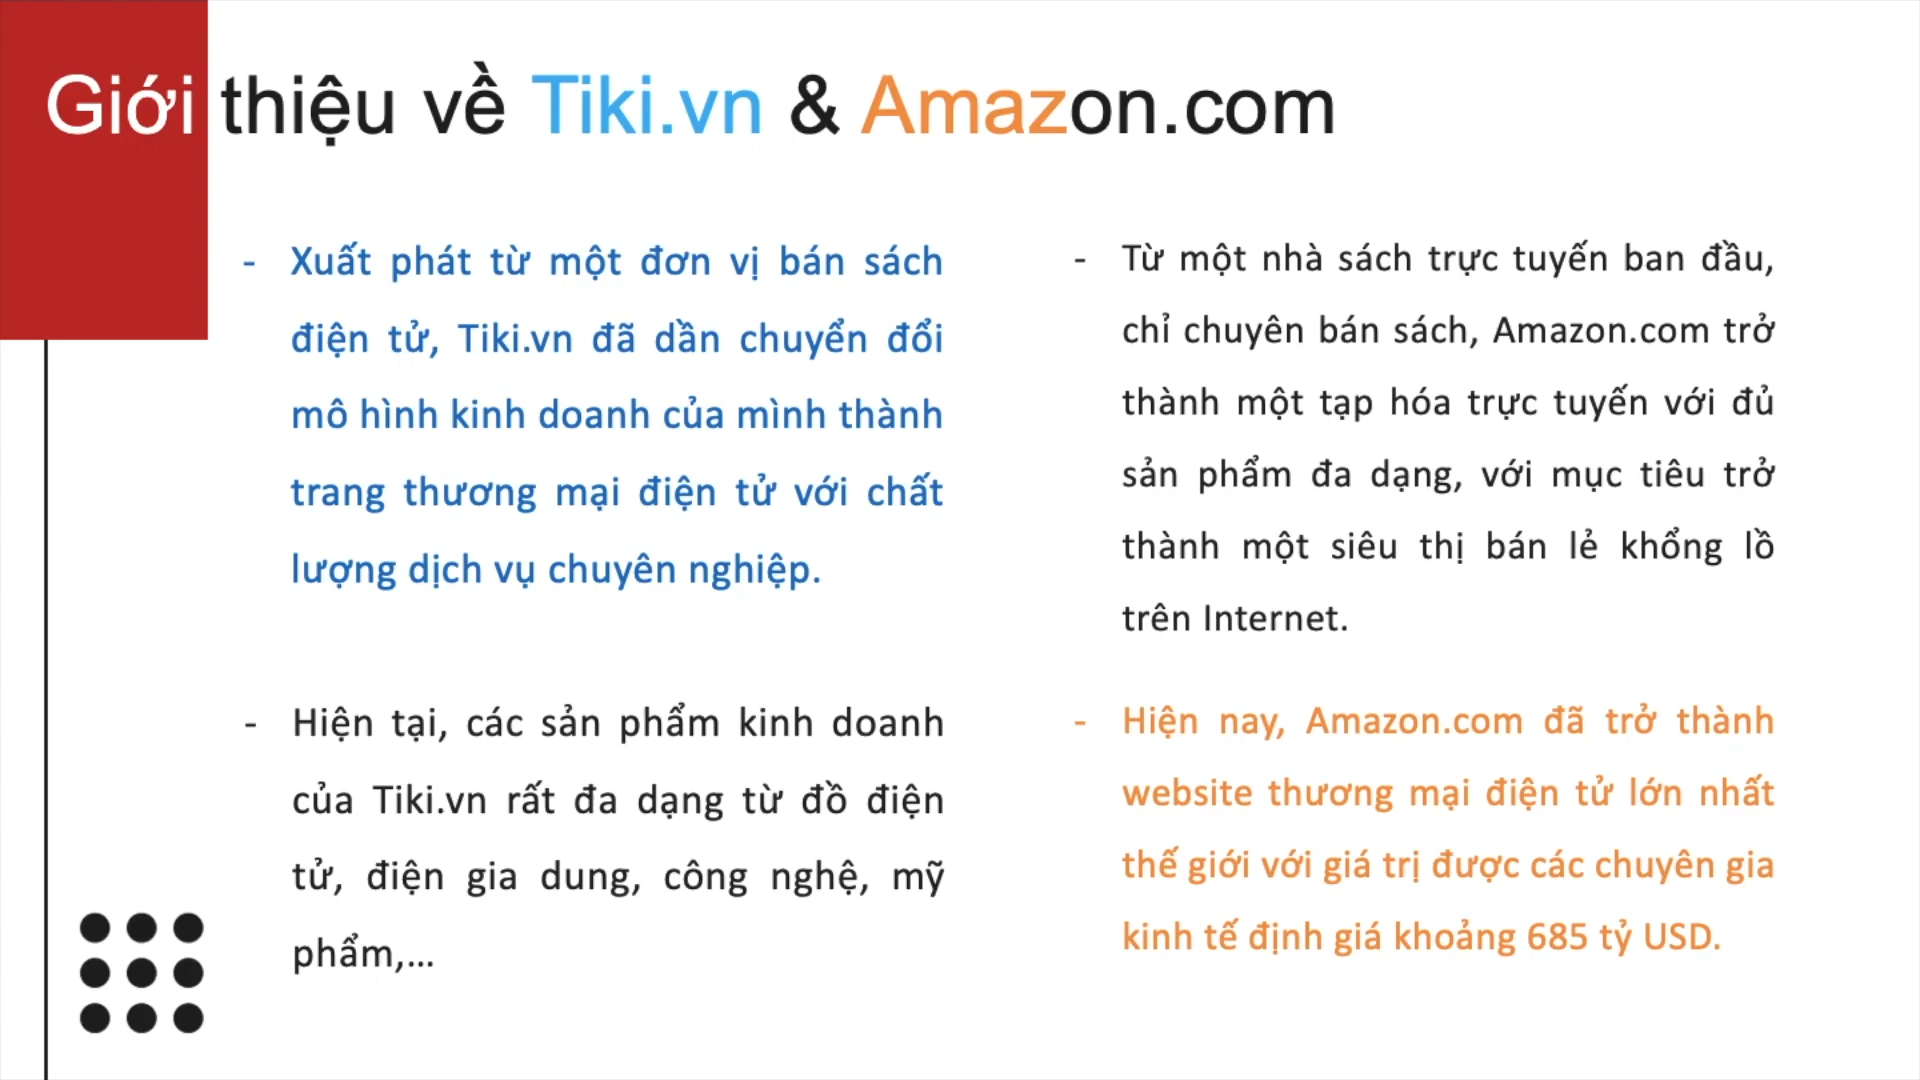 Giới thiệu về Tiki.vn & Amazon.com
- Xuất phát từ một đơn vị bán sách
điện tử, Tiki.vn đã dần chuyển đổi
mô hình kinh doanh của mình thành
trang thương mại điện tử với chất
lượng dịch vụ chuyên nghiệp.
- Hiện tại, các sản phẩm kinh doanh
của Tiki.vn rất đa dạng từ đồ điện
tử, điện gia dung, công nghệ, mỹ
phẩm,...
- Từ một nhà sách trực tuyến ban đầu,
chỉ chuyên bán sách, Amazon.com trở
thành một tạp hóa trực tuyến với đủ
sản phẩm đa dạng, với mục tiêu trở
thành một siêu thị bán lẻ khổng lồ
trên Internet.
- Hiện nay, Amazon.com đã trở thành
website thương mại điện tử lớn nhất
thế giới với giá trị được các chuyên gia
kinh tế định giá khoảng 685 tỷ USD.